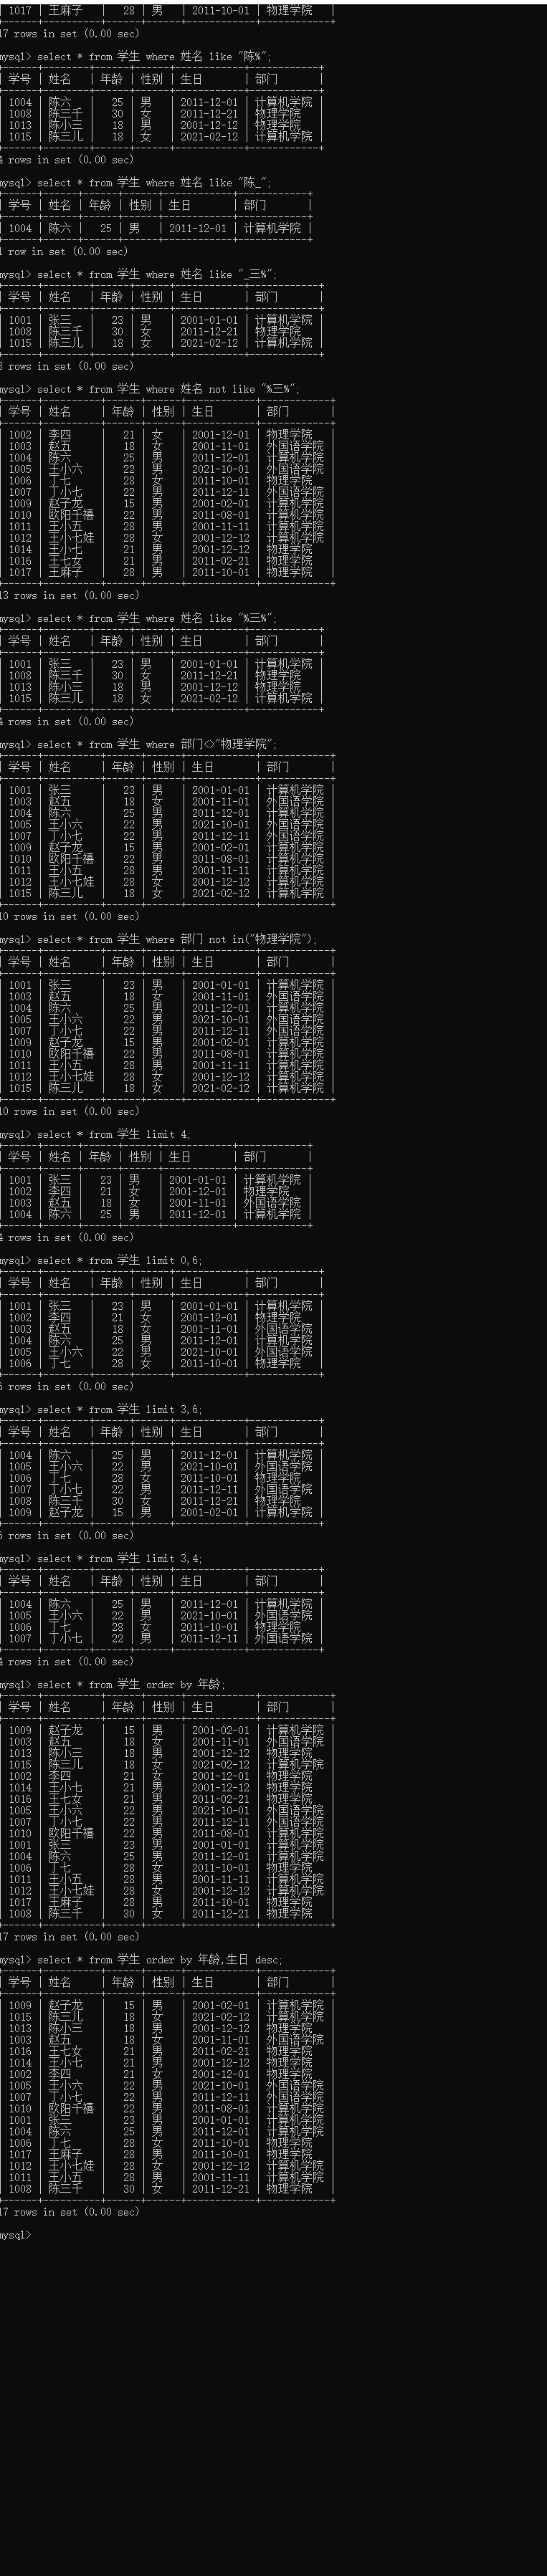 | 1017 | 王麻子 | 28 | 男 | 2011-10-01 | 物理学院 |
17 rows in set (0.00 sec)
mysql> select * from 学生 where 姓名 like "陈%";
| 学号 | 姓名 | 年龄 | 性别 | 生日 | 部门 |
| 1004 | 陈六 | 25 | 男 | 2011-12-01 | 计算机学院 |
| 1008 | 陈三千 | 30 | 女 | 2011-12-21 | 物理学院 |
| 1013 | 陈小三 | 18 | 男 | 2001-12-12 | 物理学院 |
| 1015 | 陈三儿 | 18 | 女 | 2021-02-12 | 计算机学院 |
4 rows in set (0.00 sec)
mysql> select * from 学生 where 姓名 like "陈_";
| 学号 | 姓名 | 年龄 | 性别 | 生日 | 部门 |
| 1004 | 陈六 | 25 | 男 | 2011-12-01 | 计算机学院 |
1 row in set (0.00 sec)
mysql> select * from 学生 where 姓名 like "_三%";
| 学号 | 姓名 | 年龄 | 性别 | 生日 | 部门 |
| 1001 | 张三 | 23 | 男 | 2001-01-01 | 计算机学院 |
| 1008 | 陈三千 | 30 | 女 | 2011-12-21 | 物理学院 |
| 1015 | 陈三儿 | 18 | 女 | 2021-02-12 | 计算机学院 |
3 rows in set (0.00 sec)
mysql> select * from 学生 where 姓名 not like "%三%";
| 学号 | 姓名 | 年龄 | 性别 | 生日 | 部门 |
| 1002 | 李四 | 21 | 女 | 2001-12-01 | 物理学院 |
| 1003 | 赵五 | 18 | 女 | 2001-11-01 | 外国语学院 |
| 1004 | 陈六 | 25 | 男 | 2011-12-01 | 计算机学院 |
| 1005 | 王小六 | 22 | 男 | 2021-10-01 | 外国语学院 |
| 1006 | 丁七 | 28 | 女 | 2011-10-01 | 物理学院 |
| 1007 | 丁小七 | 22 | 男 | 2011-12-11 | 外国语学院 |
| 1009 | 赵子龙 | 15 | 男 | 2001-02-01 | 计算机学院 |
| 1010 | 欧阳千禧 | 22 | 男 | 2011-08-01 | 计算机学院 |
| 1011 | 王小五 | 28 | 男 | 2001-11-11 | 计算机学院 |
| 1012 | 王小七娃 | 28 | 女 | 2001-12-12 | 计算机学院 |
| 1014 | 王小七 | 21 | 男 | 2001-12-12 | 物理学院 |
| 1016 | 王七女 | 21 | 男 | 2011-02-21 | 物理学院 |
| 1017 | 王麻子 | 28 | 男 | 2011-10-01 | 物理学院 |
13 rows in set (0.00 sec)
mysql> select * from 学生 where 姓名 like "%三%";
| 学号 | 姓名 | 年龄 | 性别 | 生日 | 部门 |
| 1001 | 张三 | 23 | 男 | 2001-01-01 | 计算机学院 |
| 1008 | 陈三千 | 30 | 女 | 2011-12-21 | 物理学院 |
| 1013 | 陈小三 | 18 | 男 | 2001-12-12 | 物理学院 |
| 1015 | 陈三儿 | 18 | 女 | 2021-02-12 | 计算机学院 |
4 rows in set (0.00 sec)
mysql> select * from 学生 where 部门<>"物理学院";
| 学号 | 姓名 | 年龄 | 性别 | 生日 | 部门 |
| 1001 | 张三 | 23 | 男 | 2001-01-01 | 计算机学院 |
| 1003 | 赵五 | 18 | 女 | 2001-11-01 | 外国语学院 |
| 1004 | 陈六 | 25 | 男 | 2011-12-01 | 计算机学院 |
| 1005 | 王小六 | 22 | 男 | 2021-10-01 | 外国语学院 |
| 1007 | 丁小七 | 22 | 男 | 2011-12-11 | 外国语学院 |
| 1009 | 赵子龙 | 15 | 男 | 2001-02-01 | 计算机学院 |
| 1010 | 欧阳千禧 | 22 | 男 | 2011-08-01 | 计算机学院 |
| 1011 | 王小五 | 28 | 男 | 2001-11-11 | 计算机学院 |
| 1012 | 王小七娃 | 28 | 女 | 2001-12-12 | 计算机学院 |
| 1015 | 陈三儿 | 18 | 女 | 2021-02-12 | 计算机学院 |
10 rows in set (0.00 sec)
mysql> select * from 学生 where 部门 not in("物理学院");
| 学号 | 姓名 | 年龄 | 性别 | 生日 | 部门 |
| 1001 | 张三 | 23 | 男 | 2001-01-01 | 计算机学院 |
| 1003 | 赵五 | 18 | 女 | 2001-11-01 | 外国语学院 |
| 1004 | 陈六 | 25 | 男 | 2011-12-01 | 计算机学院 |
| 1005 | 王小六 | 22 | 男 | 2021-10-01 | 外国语学院 |
| 1007 | 丁小七 | 22 | 男 | 2011-12-11 | 外国语学院 |
| 1009 | 赵子龙 | 15 | 男 | 2001-02-01 | 计算机学院 |
| 1010 | 欧阳千禧 | 22 | 男 | 2011-08-01 | 计算机学院 |
| 1011 | 王小五 | 28 | 男 | 2001-11-11 | 计算机学院 |
| 1012 | 王小七娃 | 28 | 女 | 2001-12-12 | 计算机学院 |
| 1015 | 陈三儿 | 18 | 女 | 2021-02-12 | 计算机学院 |
10 rows in set (0.00 sec)
mysql> select * from 学生 limit 4;
| 学号 | 姓名 | 年龄 | 性别 | 生日 | 部门 |
| 1001 | 张三 | 23 | 男 | 2001-01-01 | 计算机学院 |
| 1002 | 李四 | 21 | 女 | 2001-12-01 | 物理学院 |
| 1003 | 赵五 | 18 | 女 | 2001-11-01 | 外国语学院 |
| 1004 | 陈六 | 25 | 男 | 2011-12-01 | 计算机学院 |
4 rows in set (0.00 sec)
mysql> select * from 学生 limit 0,6;
| 学号 | 姓名 | 年龄 | 性别 | 生日 | 部门 |
| 1001 | 张三 | 23 | 男 | 2001-01-01 | 计算机学院 |
| 1002 | 李四 | 21 | 女 | 2001-12-01 | 物理学院 |
| 1003 | 赵五 | 18 | 女 | 2001-11-01 | 外国语学院 |
| 1004 | 陈六 | 25 | 男 | 2011-12-01 | 计算机学院 |
| 1005 | 王小六 | 22 | 男 | 2021-10-01 | 外国语学院 |
| 1006 | 丁七 | 28 | 女 | 2011-10-01 | 物理学院 |
6 rows in set (0.00 sec)
mysql> select * from 学生 limit 3,6;
| 学号 | 姓名 | 年龄 | 性别 | 生日 | 部门 |
| 1004 | 陈六 | 25 | 男 | 2011-12-01 | 计算机学院 |
| 1005 | 王小六 | 22 | 男 | 2021-10-01 | 外国语学院 |
| 1006 | 丁七 | 28 | 女 | 2011-10-01 | 物理学院 |
| 1007 | 丁小七 | 22 | 男 | 2011-12-11 | 外国语学院 |
| 1008 | 陈三千 | 30 | 女 | 2011-12-21 | 物理学院 |
| 1009 | 赵子龙 | 15 | 男 | 2001-02-01 | 计算机学院 |
6 rows in set (0.00 sec)
mysql> select * from 学生 limit 3,4;
| 学号 | 姓名 | 年龄 | 性别 | 生日 | 部门 |
| 1004 | 陈六 | 25 | 男 | 2011-12-01 | 计算机学院 |
| 1005 | 王小六 | 22 | 男 | 2021-10-01 | 外国语学院 |
| 1006 | 丁七 | 28 | 女 | 2011-10-01 | 物理学院 |
| 1007 | 丁小七 | 22 | 男 | 2011-12-11 | 外国语学院 |
4 rows in set (0.00 sec)
mysql> select * from 学生 order by 年龄;
| 学号 | 姓名 | 年龄 | 性别 | 生日 | 部门 |
| 1009 | 赵子龙 | 15 | 男 | 2001-02-01 | 计算机学院 |
| 1003 | 赵五 | 18 | 女 | 2001-11-01 | 外国语学院 |
| 1013 | 陈小三 | 18 | 男 | 2001-12-12 | 物理学院 |
| 1015 | 陈三儿 | 18 | 女 | 2021-02-12 | 计算机学院 |
| 1002 | 李四 | 21 | 女 | 2001-12-01 | 物理学院 |
| 1014 | 王小七 | 21 | 男 | 2001-12-12 | 物理学院 |
| 1016 | 王七女 | 21 | 男 | 2011-02-21 | 物理学院 |
| 1005 | 王小六 | 22 | 男 | 2021-10-01 | 外国语学院 |
| 1007 | 丁小七 | 22 | 男 | 2011-12-11 | 外国语学院 |
| 1010 | 欧阳千禧 | 22 | 男 | 2011-08-01 | 计算机学院 |
| 1001 | 张三 | 23 | 男 | 2001-01-01 | 计算机学院 |
| 1004 | 陈六 | 25 | 男 | 2011-12-01 | 计算机学院 |
| 1006 | 丁七 | 28 | 女 | 2011-10-01 | 物理学院 |
| 1011 | 王小五 | 28 | 男 | 2001-11-11 | 计算机学院 |
| 1012 | 王小七娃 | 28 | 女 | 2001-12-12 | 计算机学院 |
| 1017 | 王麻子 | 28 | 男 | 2011-10-01 | 物理学院 |
| 1008 | 陈三千 | 30 | 女 | 2011-12-21 | 物理学院 |
17 rows in set (0.00 sec)
mysql> select * from 学生 order by 年龄,生日 desc;
| 学号 | 姓名 | 年龄 | 性别 | 生日 | 部门 |
| 1009 | 赵子龙 | 15 | 男 | 2001-02-01 | 计算机学院 |
| 1015 | 陈三儿 | 18 | 女 | 2021-02-12 | 计算机学院 |
| 1013 | 陈小三 | 18 | 男 | 2001-12-12 | 物理学院 |
| 1003 | 赵五 | 18 | 女 | 2001-11-01 | 外国语学院 |
| 1016 | 王七女 | 21 | 男 | 2011-02-21 | 物理学院 |
| 1014 | 王小七 | 21 | 男 | 2001-12-12 | 物理学院 |
| 1002 | 李四 | 21 | 女 | 2001-12-01 | 物理学院 |
| 1005 | 王小六 | 22 | 男 | 2021-10-01 | 外国语学院 |
| 1007 | 丁小七 | 22 | 男 | 2011-12-11 | 外国语学院 |
| 1010 | 欧阳千禧 | 22 | 男 | 2011-08-01 | 计算机学院 |
| 1001 | 张三 | 23 | 男 | 2001-01-01 | 计算机学院 |
| 1004 | 陈六 | 25 | 男 | 2011-12-01 | 计算机学院 |
| 1006 | 丁七 | 28 | 女 | 2011-10-01 | 物理学院 |
| 1017 | 王麻子 | 28 | 男 | 2011-10-01 | 物理学院 |
| 1012 | 王小七娃 | 28 | 女 | 2001-12-12 | 计算机学院 |
| 1011 | 王小五 | 28 | 男 | 2001-11-11 | 计算机学院 |
| 1008 | 陈三千 | 30 | 女 | 2011-12-21 | 物理学院 |
17 rows in set (0.00 sec)
mysql>